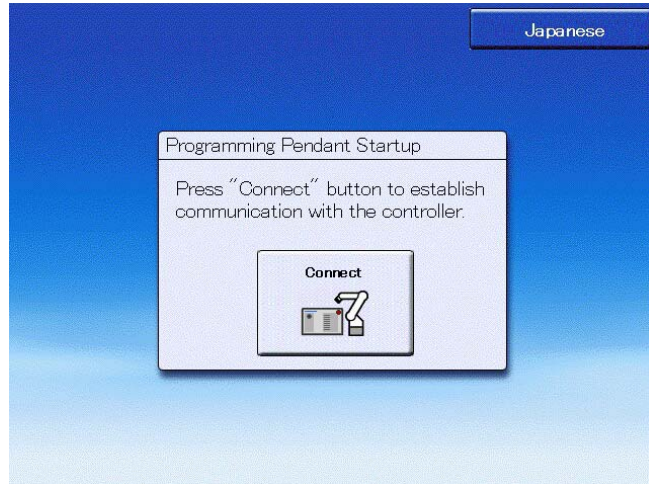 Japanese
Programming Pendant Startup
Press "Connect" button to establish
communication with the controller.
Connect